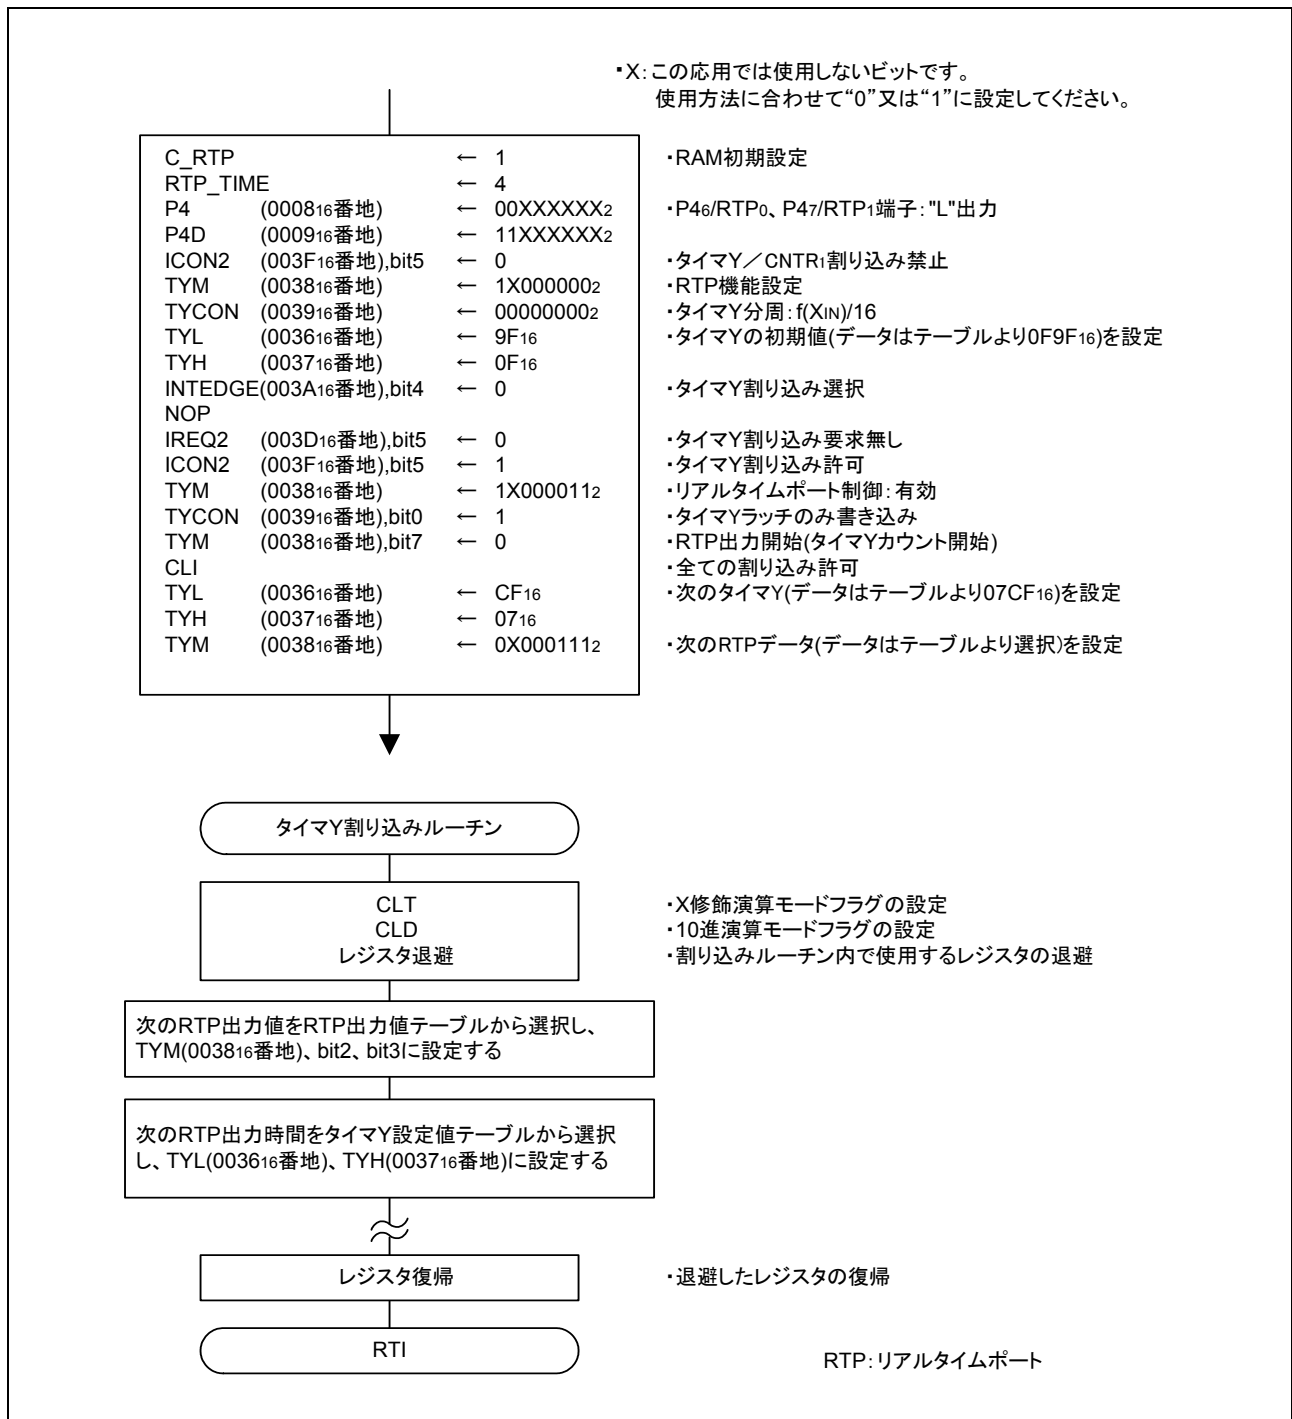 ・X：この応用では使用しないビットです。
使用方法に合わせて“0”又は“1”に設定してください。
C_RTP ← 1 ・RAM初期設定
RTP_TIME ← 4
P4 (000816番地) ← 00XXXXXX2 ・P46/RTP0、P47/RTP1端子："L"出力
P4D (000916番地) ← 11XXXXXX2
ICON2 (003F16番地),bit5 ← 0 ・タイマY／CNTR1割り込み禁止
TYM (003816番地) ← 1X0000002 ・RTP機能設定
TYCON (003916番地) ← 000000002 ・タイマY分周：f(XIN)/16
TYL (003616番地) ← 9F16 ・タイマYの初期値(データはテーブルより0F9F16)を設定
TYH (003716番地) ← 0F16
INTEDGE(003A16番地),bit4 ← 0 ・タイマY割り込み選択
NOP
IREQ2 (003D16番地),bit5 ← 0 ・タイマY割り込み要求無し
ICON2 (003F16番地),bit5 ← 1 ・タイマY割り込み許可
TYM (003816番地) ← 1X0000112 ・リアルタイムポート制御：有効
TYCON (003916番地),bit0 ← 1 ・タイマYラッチのみ書き込み
TYM (003816番地),bit7 ← 0 ・RTP出力開始(タイマYカウント開始)
CLI ・全ての割り込み許可
TYL (003616番地) ← CF16 ・次のタイマY(データはテーブルより07CF16)を設定
TYH (003716番地) ← 0716
TYM (003816番地) ← 0X0001112 ・次のRTPデータ(データはテーブルより選択)を設定
タイマY割り込みルーチン
CLT ・X修飾演算モードフラグの設定
CLD ・10進演算モードフラグの設定
レジスタ退避 ・割り込みルーチン内で使用するレジスタの退避
次のRTP出力値をRTP出力値テーブルから選択し、
TYM(003816番地)、bit2、bit3に設定する
次のRTP出力時間をタイマY設定値テーブルから選択
し、TYL(003616番地)、TYH(003716番地)に設定する
レジスタ復帰 ・退避したレジスタの復帰
RTI
RTP：リアルタイムポート